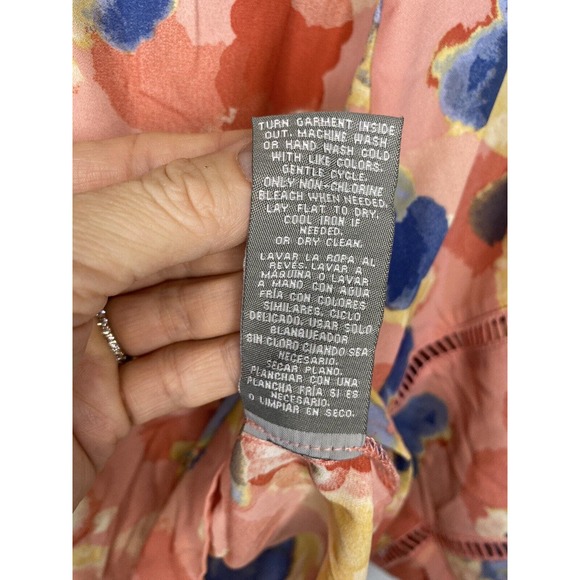 TURN GARMENT INSIDE
OUT. MACHINE WASH
OR HAND WASH COLD
WITH LIKE COLORS.
GENTLE CYCLE.
ONLY NON-CHLORINE
BLEACH WHEN NEEDED.
LAY FLAT TO DRY.
COOL IRON IF
NEEDED.
OR DRY CLEAN.
LAVAR LA ROPA AL
REVÉS. LAVAR A
MÁQUINA O LAVAR
A MANO CON AGUA
FRÍA CON COLORES
SIMILARES. CICLO
DELICADO. USAR SOLO
BLANQUEADOR
SIN CLORO CUANDO SEA
NECESARIO.
SECAR PLANO.
PLANCHAR CON UNA
PLANCHA FRÍA SI ES
NECESARIO.
O LIMPIAR EN SECO.